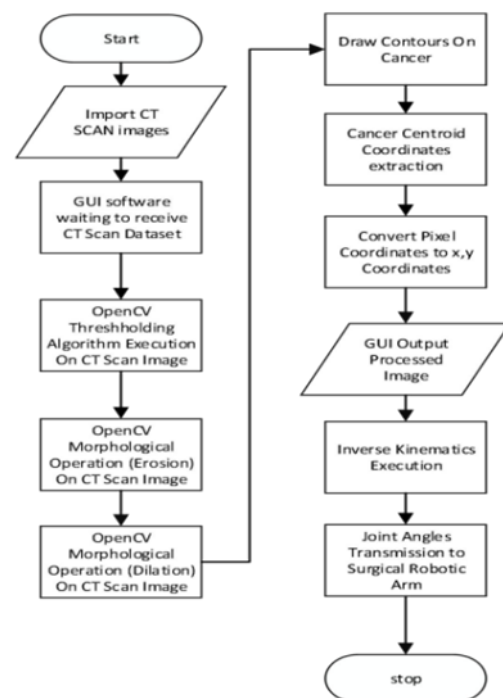 Start
Import CT
SCAN images
GUI software
waiting to receive
CT Scan Dataset
OpenCV
Threshholding
Algorithm Execution
On CT Scan Image
OpenCV
Morphological
Operation (Erosion)
On CT Scan Image
OpenCV
Morphological
Operation (Dilation)
On CT Scan Image
Draw Contours On
Cancer
Cancer Centroid
Coordinates
extraction
Convert Pixel
Coordinates to x,y
Coordinates
GUI Output
Processed
Image
Inverse Kinematics
Execution
Joint Angles
Transmission to
Surgical Robotic
Arm
stop